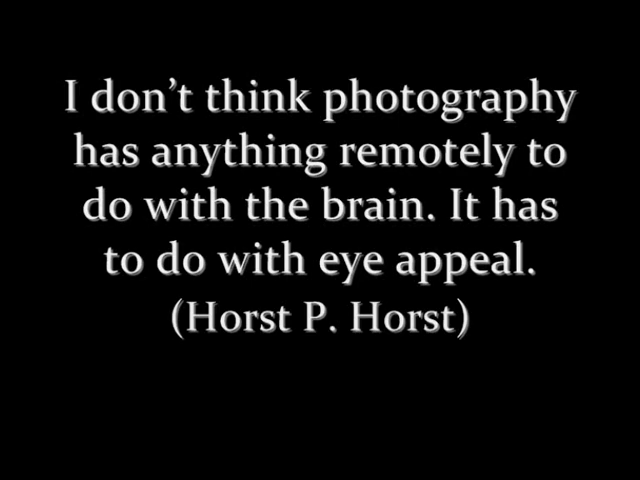 I don’t think photography
has anything remotely to
do with the brain. It has
to do with eye appeal.
(Horst P. Horst)